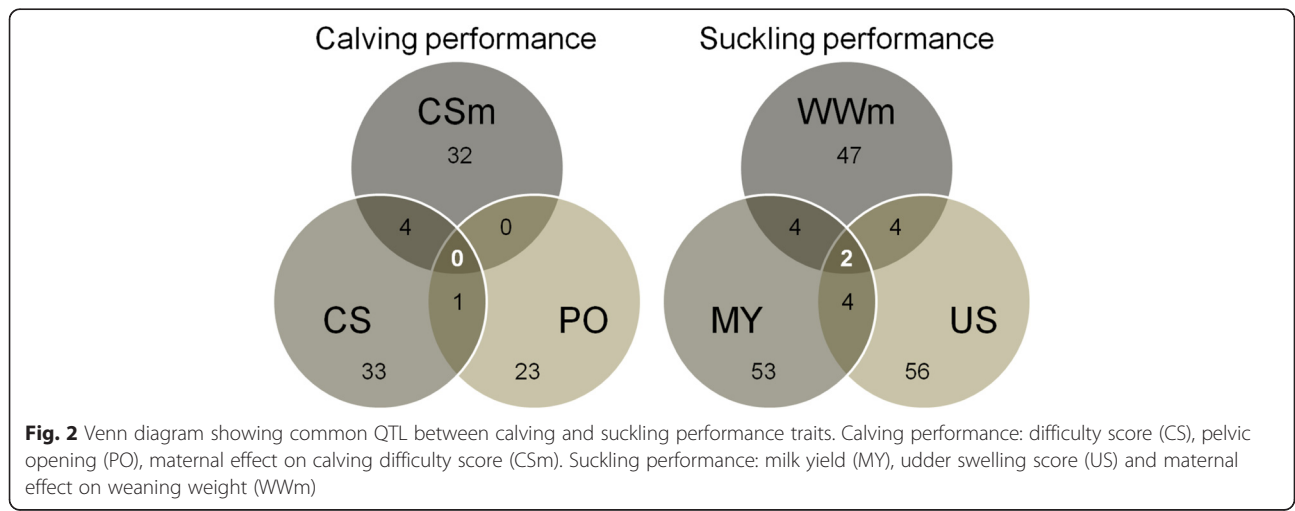 Calving performance
Suckling performance
CSm
32
4
0
0
1
CS
33
PO
23
WWm
47
4
4
2
4
MY
53
US
56
Fig. 2 Venn diagram showing common QTL between calving and suckling performance traits. Calving performance: difficulty score (CS), pelvic
opening (PO), maternal effect on calving difficulty score (CSm). Suckling performance: milk yield (MY), udder swelling score (US) and maternal
effect on weaning weight (WWm)